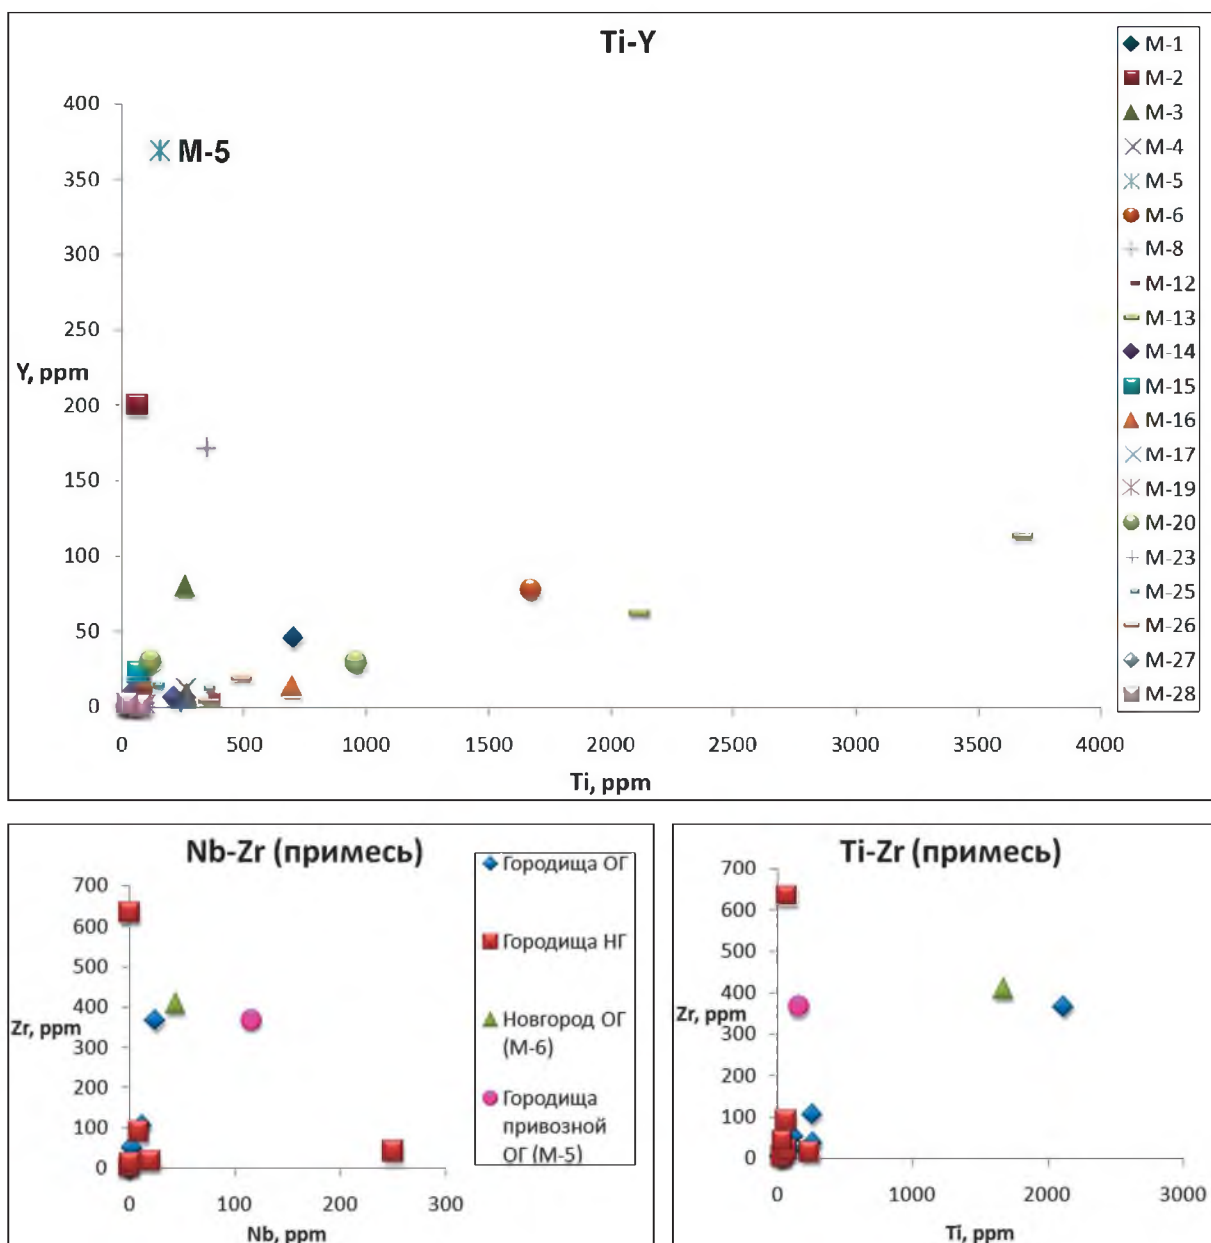 Ti-Y
400
350
300
250
200
150
100
50
0
Y, ppm
M-5
0 500 1000 1500 2000 2500 3000 3500 4000
Ti, ppm
M-1
M-2
M-3
M-4
M-5
M-6
M-8
M-12
M-13
M-14
M-15
M-16
M-17
M-19
M-20
M-23
M-25
M-26
M-27
M-28
Nb-Zr (примесь)
700
600
500
400
300
200
100
0
Zr, ppm
0 100 200 300
Nb, ppm
Городища ОГ
Городища НГ
Новгород ОГ
(М-6)
Городища
привозной
ОГ (М-5)
Ti-Zr (примесь)
700
600
500
400
300
200
100
0
Zr, ppm
0 1000 2000 3000
Ti, ppm